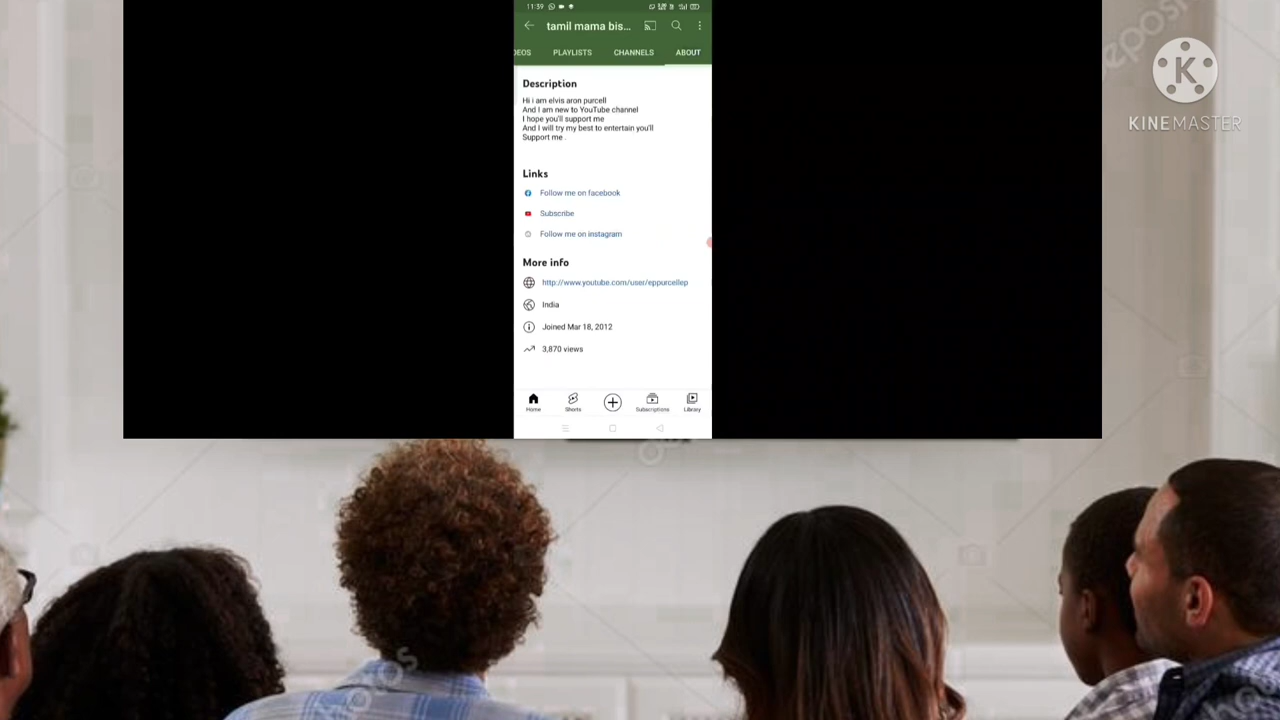 11:39
tamil mama bis...
DEOS PLAYLISTS CHANNELS ABOUT
Description
Hi i am elvis aron purcell
And I am new to YouTube channel
I hope you'll support me
And I will try my best to entertain you'll
Support me .
Links
Follow me on facebook
Subscribe
Follow me on instagram
More info
http://www.youtube.com/user/eppurcellep
India
Joined Mar 18, 2012
3,870 views
Home Shorts Subscriptions Library
K
KINEMASTER